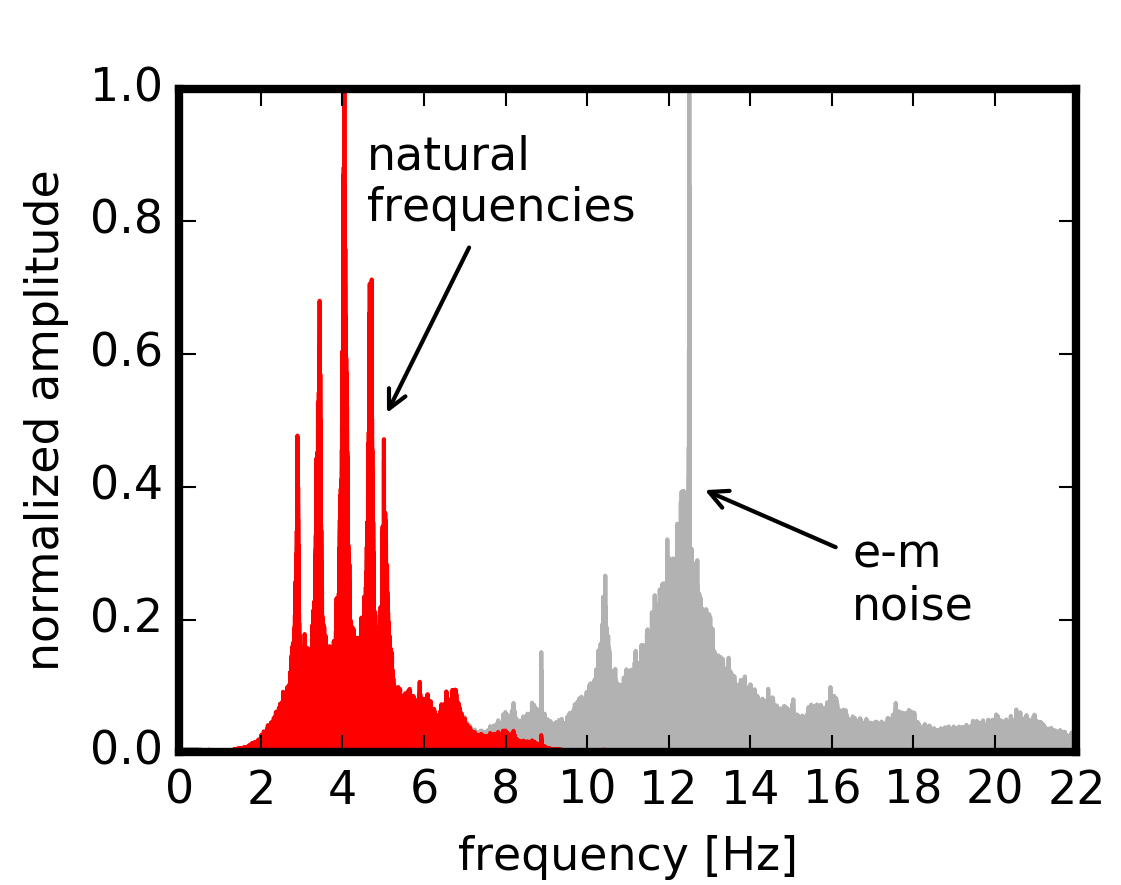 1.0
0.8
0.6
0.4
0.2
0.0
normalized amplitude
natural
frequencies
e-m
noise
0 2 4 6 8 10 12 14 16 18 20 22
frequency [Hz]